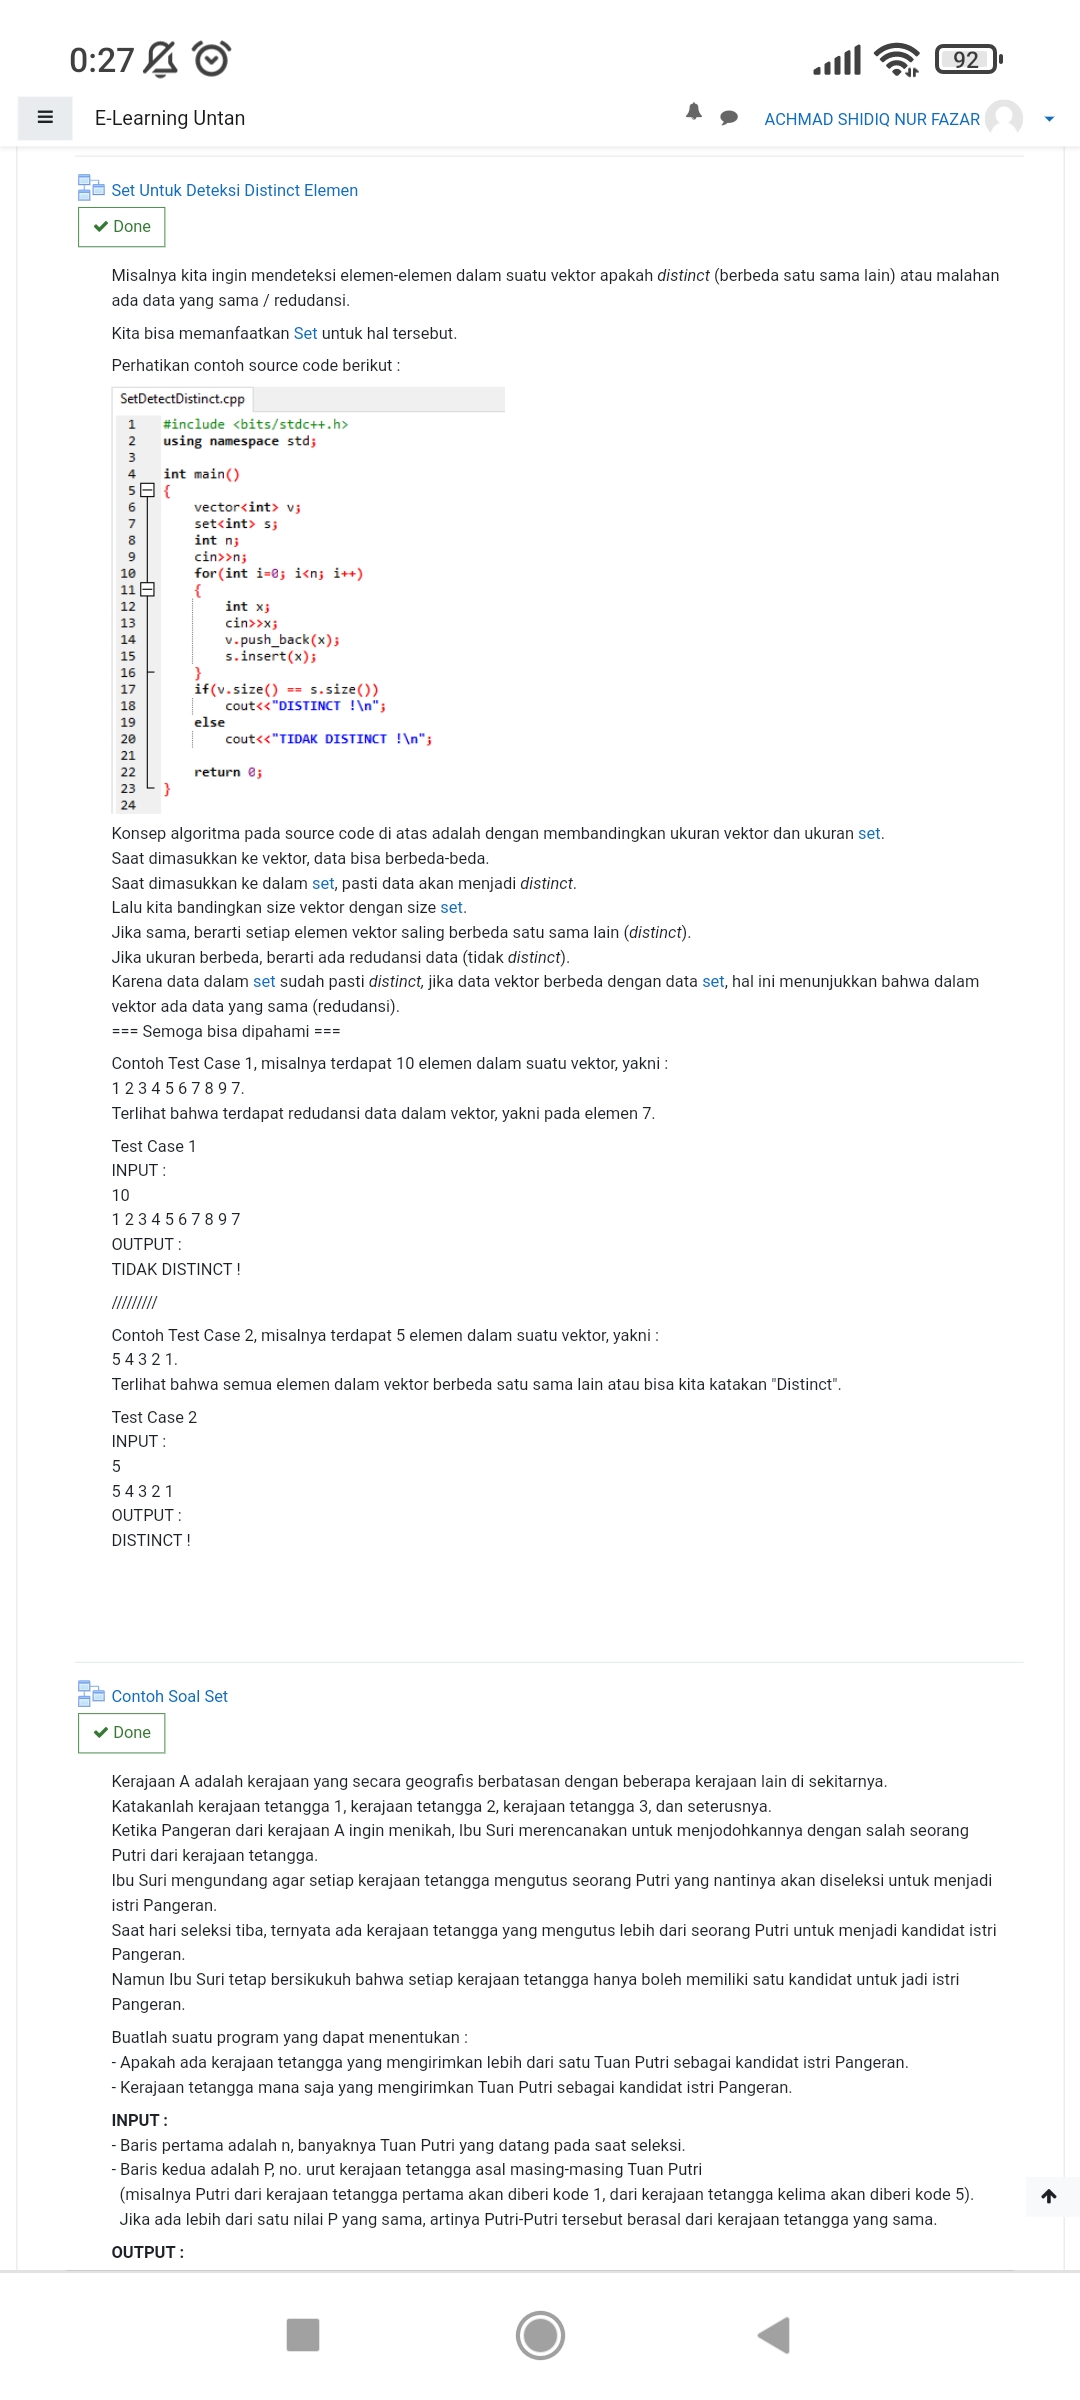 0:27
92
E-Learning Untan
ACHMAD SHIDIQ NUR FAZAR
Set Untuk Deteksi Distinct Elemen
Done
Misalnya kita ingin mendeteksi elemen-elemen dalam suatu vektor apakah distinct (berbeda satu sama lain) atau malahan
ada data yang sama / redudansi.
Kita bisa memanfaatkan Set untuk hal tersebut.
Perhatikan contoh source code berikut :
SetDetectDistinct.cpp
1 #include <bits/stdc++.h>
2 using namespace std;
3
4 int main()
5 {
6 vector<int> v;
7 set<int> s;
8 int n;
9 cin>>n;
10 for(int i=0; i<n; i++)
11 {
12 int x;
13 cin>>x;
14 v.push_back(x);
15 s.insert(x);
16 }
17 if(v.size() == s.size())
18 cout<<"DISTINCT !\n";
19 else
20 cout<<"TIDAK DISTINCT !\n";
21
22 return 0;
23 }
24
Konsep algoritma pada source code di atas adalah dengan membandingkan ukuran vektor dan ukuran set.
Saat dimasukkan ke vektor, data bisa berbeda-beda.
Saat dimasukkan ke dalam set, pasti data akan menjadi distinct.
Lalu kita bandingkan size vektor dengan size set.
Jika sama, berarti setiap elemen vektor saling berbeda satu sama lain (distinct).
Jika ukuran berbeda, berarti ada redudansi data (tidak distinct).
Karena data dalam set sudah pasti distinct, jika data vektor berbeda dengan data set, hal ini menunjukkan bahwa dalam
vektor ada data yang sama (redudansi).
=== Semoga bisa dipahami ===
Contoh Test Case 1, misalnya terdapat 10 elemen dalam suatu vektor, yakni :
1 2 3 4 5 6 7 8 9 7.
Terlihat bahwa terdapat redudansi data dalam vektor, yakni pada elemen 7.
Test Case 1
INPUT :
10
1 2 3 4 5 6 7 8 9 7
OUTPUT :
TIDAK DISTINCT !
/////////
Contoh Test Case 2, misalnya terdapat 5 elemen dalam suatu vektor, yakni :
5 4 3 2 1.
Terlihat bahwa semua elemen dalam vektor berbeda satu sama lain atau bisa kita katakan "Distinct".
Test Case 2
INPUT :
5
5 4 3 2 1
OUTPUT :
DISTINCT !
Contoh Soal Set
Done
Kerajaan A adalah kerajaan yang secara geografis berbatasan dengan beberapa kerajaan lain di sekitarnya.
Katakanlah kerajaan tetangga 1, kerajaan tetangga 2, kerajaan tetangga 3, dan seterusnya.
Ketika Pangeran dari kerajaan A ingin menikah, Ibu Suri merencanakan untuk menjodohkannya dengan salah seorang
Putri dari kerajaan tetangga.
Ibu Suri mengundang agar setiap kerajaan tetangga mengutus seorang Putri yang nantinya akan diseleksi untuk menjadi
istri Pangeran.
Saat hari seleksi tiba, ternyata ada kerajaan tetangga yang mengutus lebih dari seorang Putri untuk menjadi kandidat istri
Pangeran.
Namun Ibu Suri tetap bersikukuh bahwa setiap kerajaan tetangga hanya boleh memiliki satu kandidat untuk jadi istri
Pangeran.
Buatlah suatu program yang dapat menentukan :
- Apakah ada kerajaan tetangga yang mengirimkan lebih dari satu Tuan Putri sebagai kandidat istri Pangeran.
- Kerajaan tetangga mana saja yang mengirimkan Tuan Putri sebagai kandidat istri Pangeran.
INPUT :
- Baris pertama adalah n, banyaknya Tuan Putri yang datang pada saat seleksi.
- Baris kedua adalah P, no. urut kerajaan tetangga asal masing-masing Tuan Putri
(misalnya Putri dari kerajaan tetangga pertama akan diberi kode 1, dari kerajaan tetangga kelima akan diberi kode 5).
Jika ada lebih dari satu nilai P yang sama, artinya Putri-Putri tersebut berasal dari kerajaan tetangga yang sama.
OUTPUT :